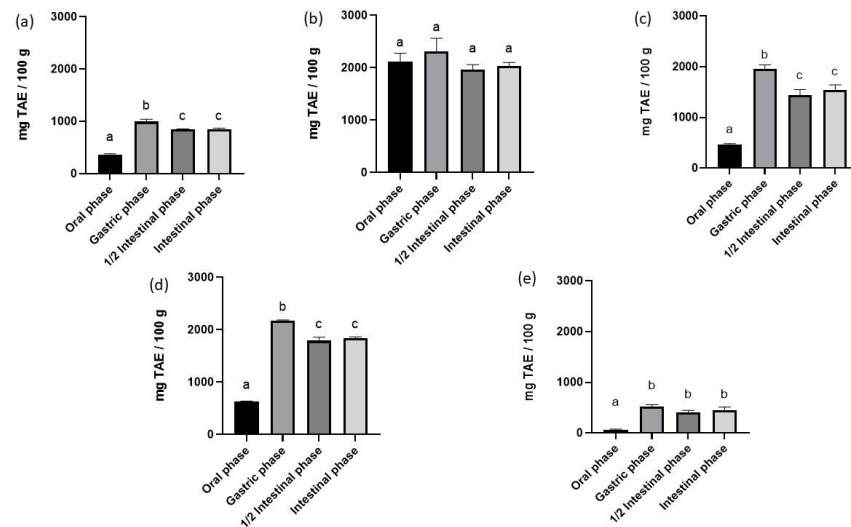 (a)
mg TAE / 100 g
3000
2000
1000
0
a
b
c
c
Oral phase
Gastric phase
1/2 Intestinal phase
Intestinal phase
(b)
mg TAE / 100 g
3000
2000
1000
0
a
a
a
a
Oral phase
Gastric phase
1/2 Intestinal phase
Intestinal phase
(c)
mg TAE / 100 g
3000
2000
1000
0
a
b
c
c
Oral phase
Gastric phase
1/2 Intestinal phase
Intestinal phase
(d)
mg TAE / 100 g
3000
2000
1000
0
a
b
c
c
Oral phase
Gastric phase
1/2 Intestinal phase
Intestinal phase
(e)
mg TAE / 100 g
3000
2000
1000
0
a
b
b
b
Oral phase
Gastric phase
1/2 Intestinal phase
Intestinal phase